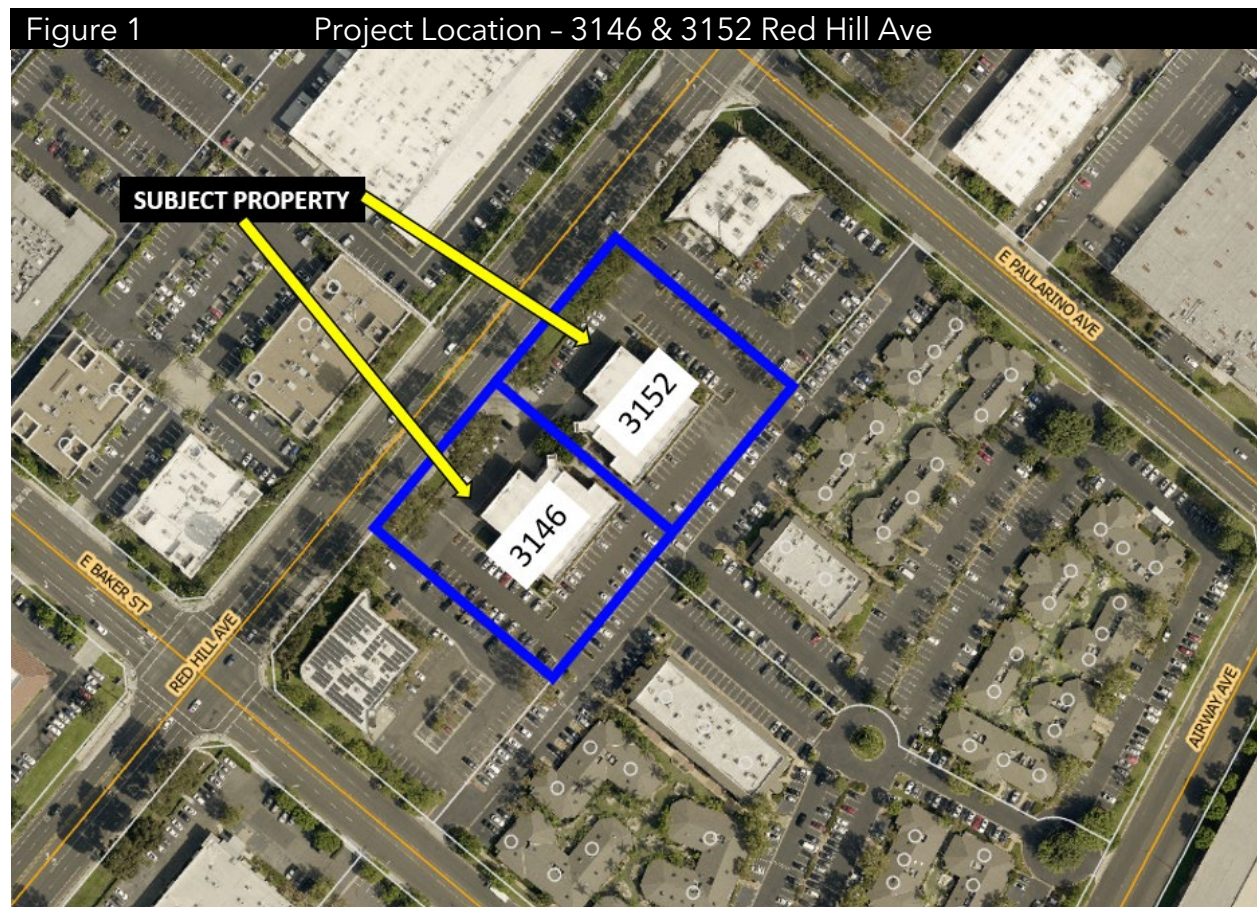 Figure 1 Project Location – 3146 & 3152 Red Hill Ave
SUBJECT PROPERTY
E PAULARINO AVE
3152
3146
E BAKER ST
RED HILL AVE
AIRWAY AVE